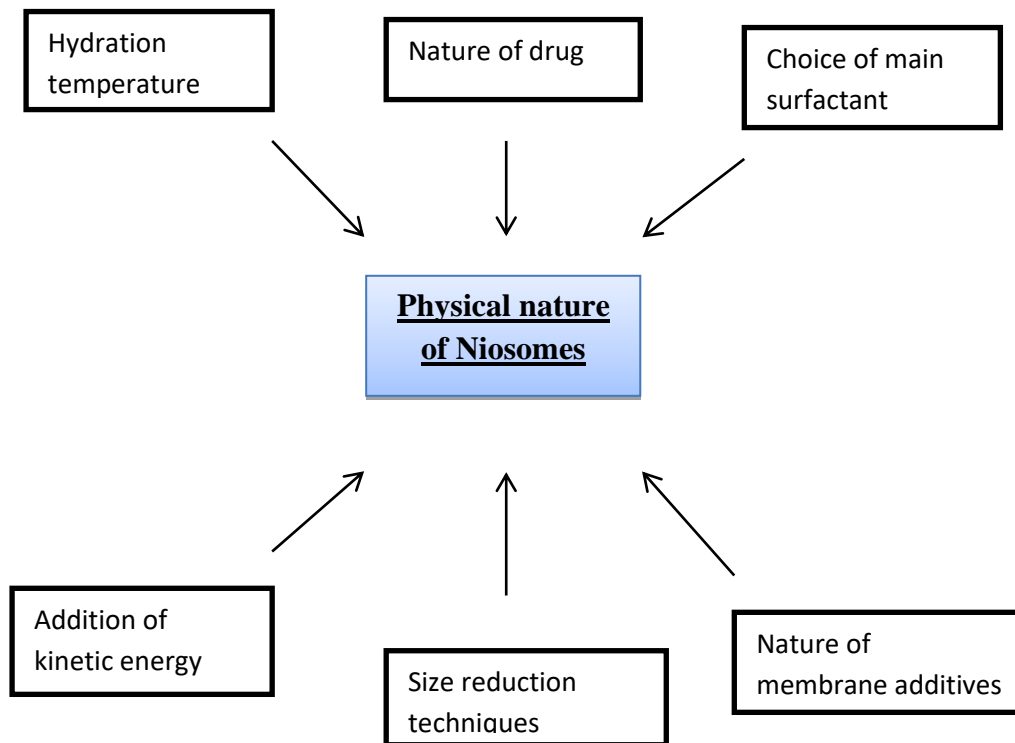 Hydration
temperature
Nature of drug
Choice of main
surfactant
Physical nature
of Niosomes
Addition of
kinetic energy
Size reduction
techniques
Nature of
membrane additives